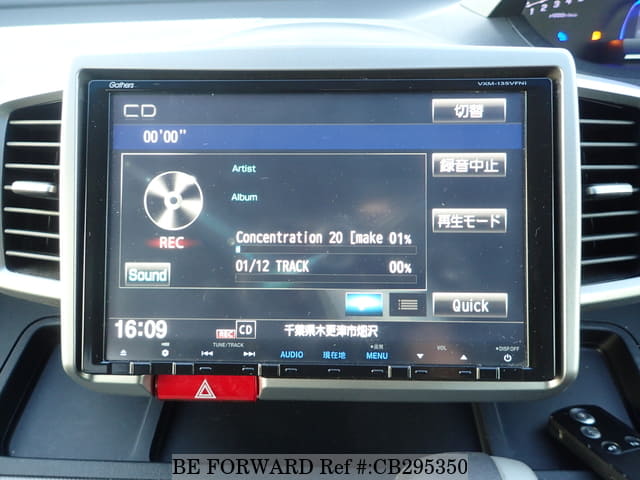 Gathers
VXM-135VFNi
CD
切替
00'00"
Artist
録音中止
Album
再生モード
REC
Concentration 20 [make 01%
Sound
01/12 TRACK 00%
Quick
16:09
REC CD
千葉県木更津市畑沢
TUNE/TRACK
VOL
DISP.OFF
AUDIO
現在地
MENU
BE FORWARD Ref #:CB295350